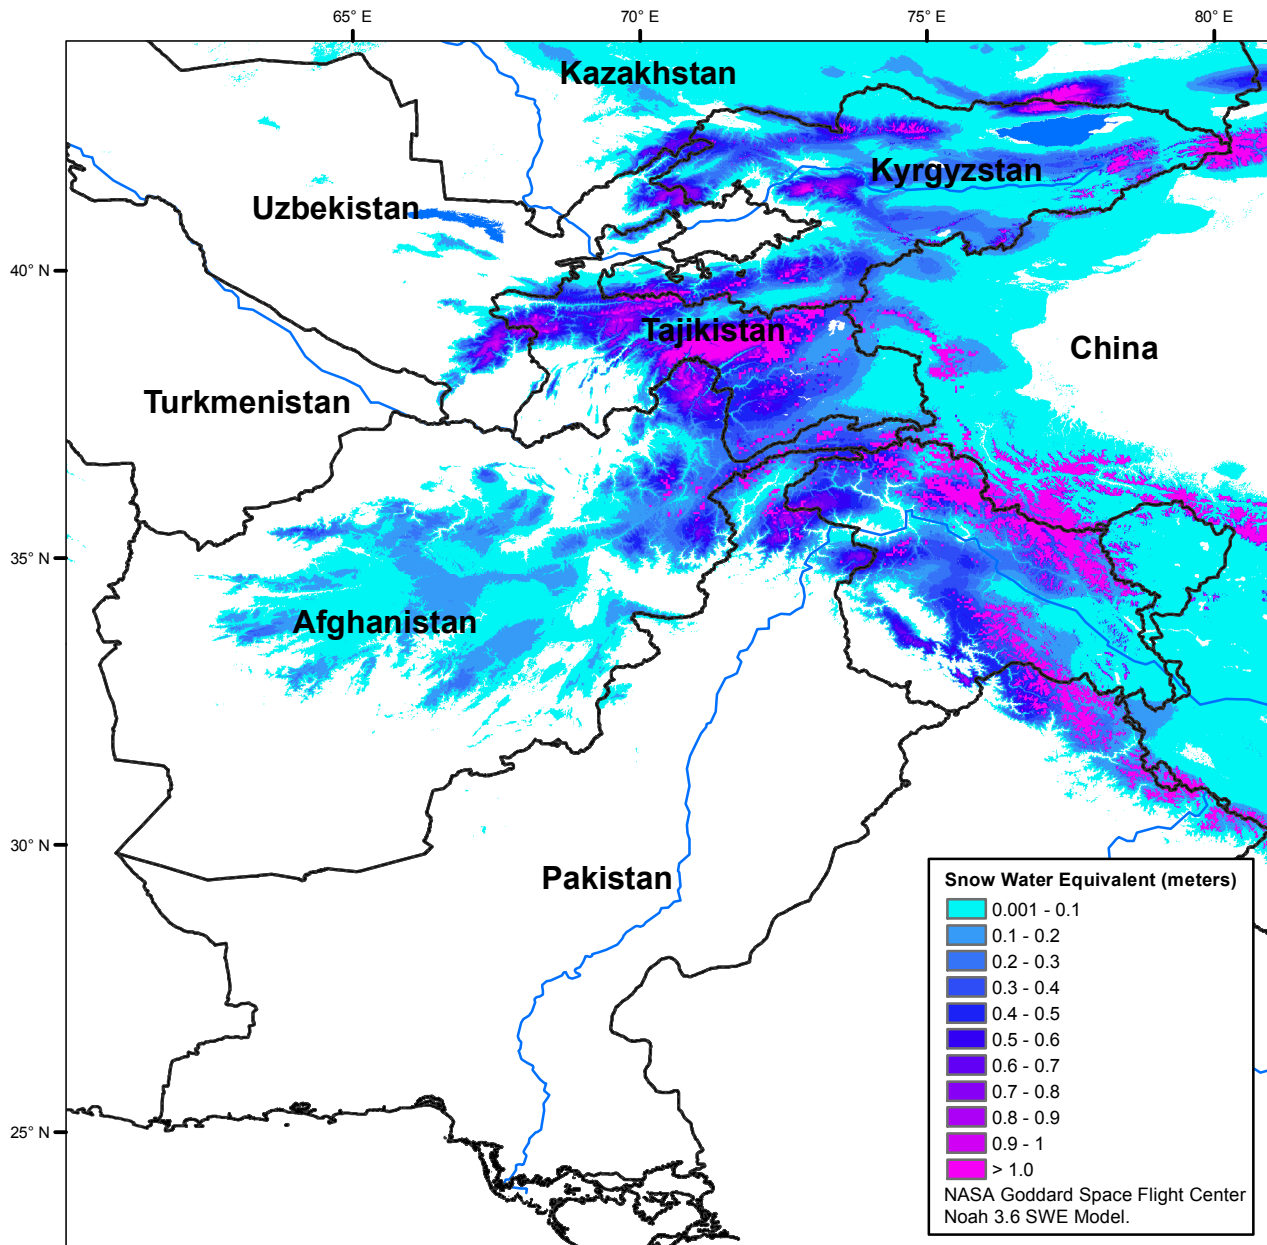 65° E
70° E
75° E
80° E
Kazakhstan
Kyrgyzstan
Uzbekistan
40° N
Tajikistan
China
Turkmenistan
35° N
Afghanistan
30° N
Pakistan
25° N
Snow Water Equivalent (meters)
0.001 - 0.1
0.1 - 0.2
0.2 - 0.3
0.3 - 0.4
0.4 - 0.5
0.5 - 0.6
0.6 - 0.7
0.7 - 0.8
0.8 - 0.9
0.9 - 1
> 1.0
NASA Goddard Space Flight Center
Noah 3.6 SWE Model.